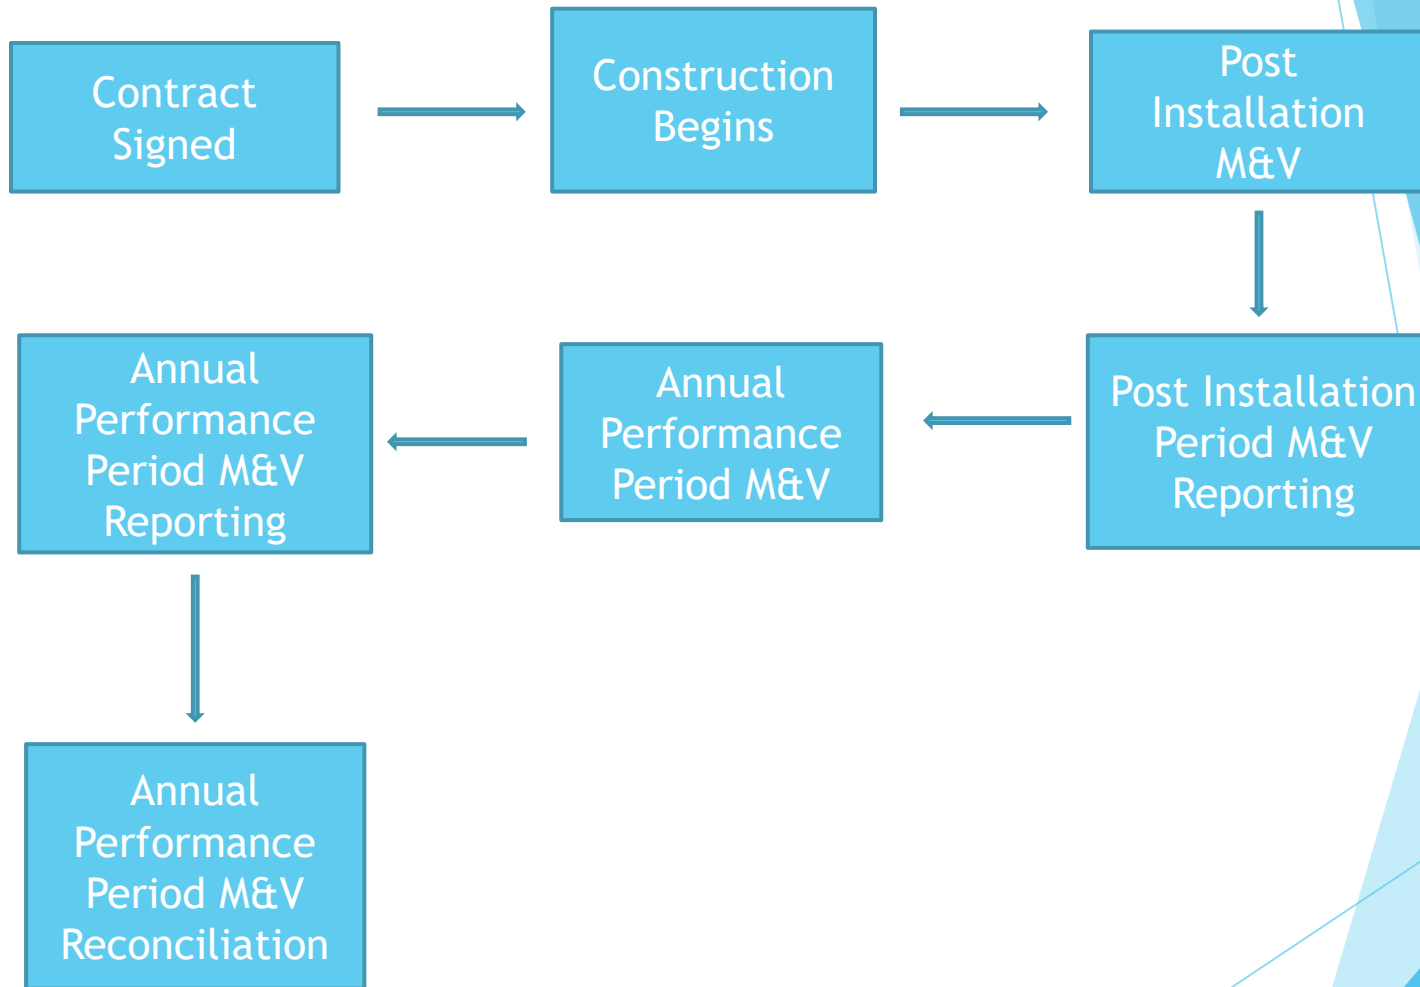 Contract
Signed
Construction
Begins
Post
Installation
M&V
Post Installation
Period M&V
Reporting
Annual
Performance
Period M&V
Annual
Performance
Period M&V
Reporting
Annual
Performance
Period M&V
Reconciliation